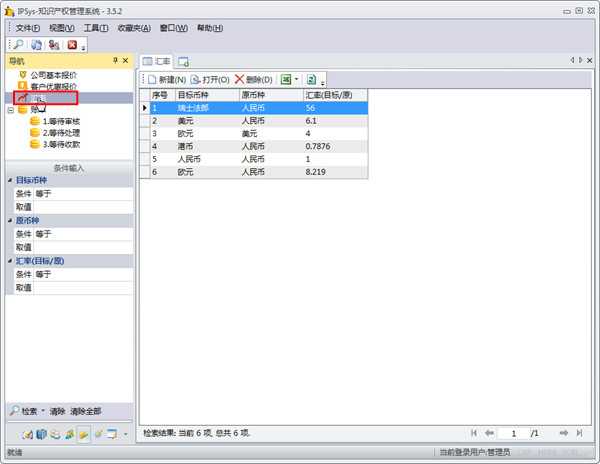 IPSys-知识产权管理系统 - 3.5.2
文件(F) 视图(V) 工具(T) 收藏夹(A) 窗口(W) 帮助(H)
导航
公司基本报价
客户优惠报价
1.等待审核
2.等待处理
3.等待收款
条件输入
目标币种
条件 等于
取值
原币种
条件 等于
取值
汇率(目标/原)
条件 等于
取值
检索 清除 清除全部
汇率
新建(N) 打开(O) 删除(D)
序号 目标币种 原币种 汇率(目标/原)
1 瑞士法郎 人民币 56
2 美元 人民币 6.1
3 欧元 美元 4
4 港币 人民币 0.7876
5 人民币 人民币 1
6 欧元 人民币 8.219
检索结果: 当前 6 项, 总共 6 项.
1 /1
就绪
当前登录用户:管理员 CAP NUM SCRL